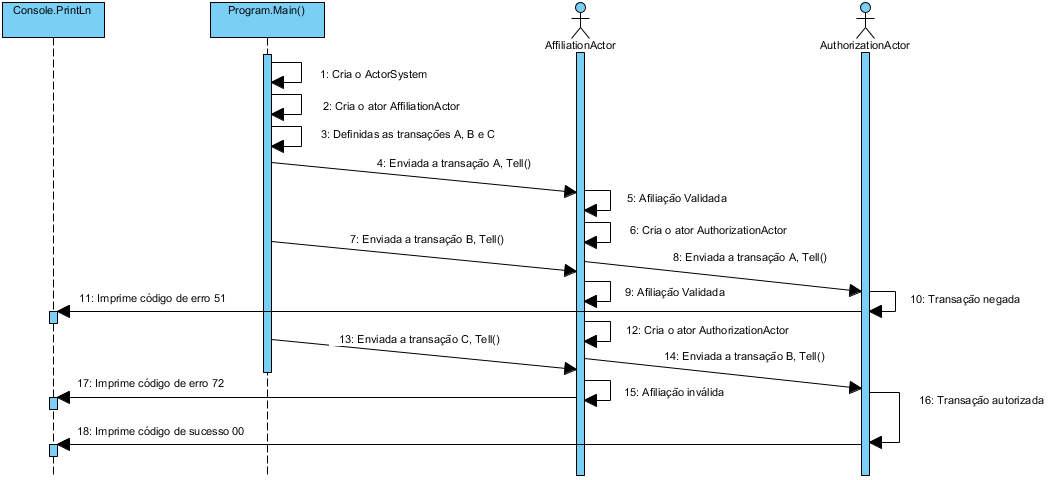 Console.PrintLn
Program.Main()
AffiliationActor
AuthorizationActor
1: Cria o ActorSystem
2: Cria o ator AffiliationActor
3: Definidas as transações A, B e C
4: Enviada a transação A, Tell()
5: Afiliação Validada
6: Cria o ator AuthorizationActor
7: Enviada a transação B, Tell()
8: Enviada a transação A, Tell()
9: Afiliação Validada
10: Transação negada
11: Imprime código de erro 51
12: Cria o ator AuthorizationActor
13: Enviada a transação C, Tell()
14: Enviada a transação B, Tell()
15: Afiliação inválida
16: Transação autorizada
17: Imprime código de erro 72
18: Imprime código de sucesso 00